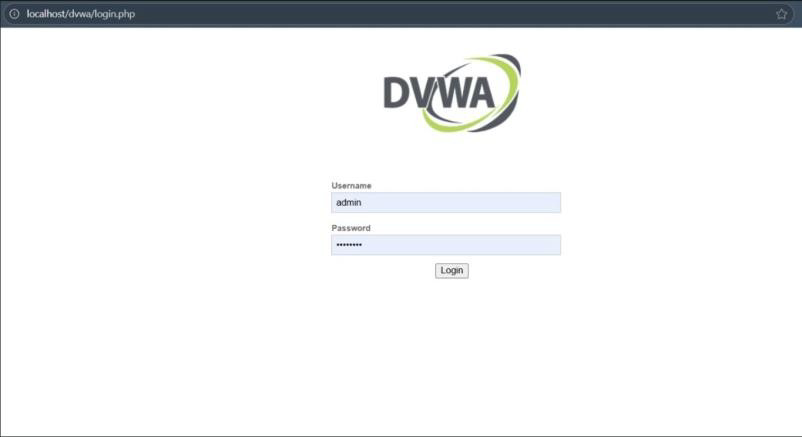 localhost/dvwa/login.php
DVWA
Username
admin
Password
••••••••
Login